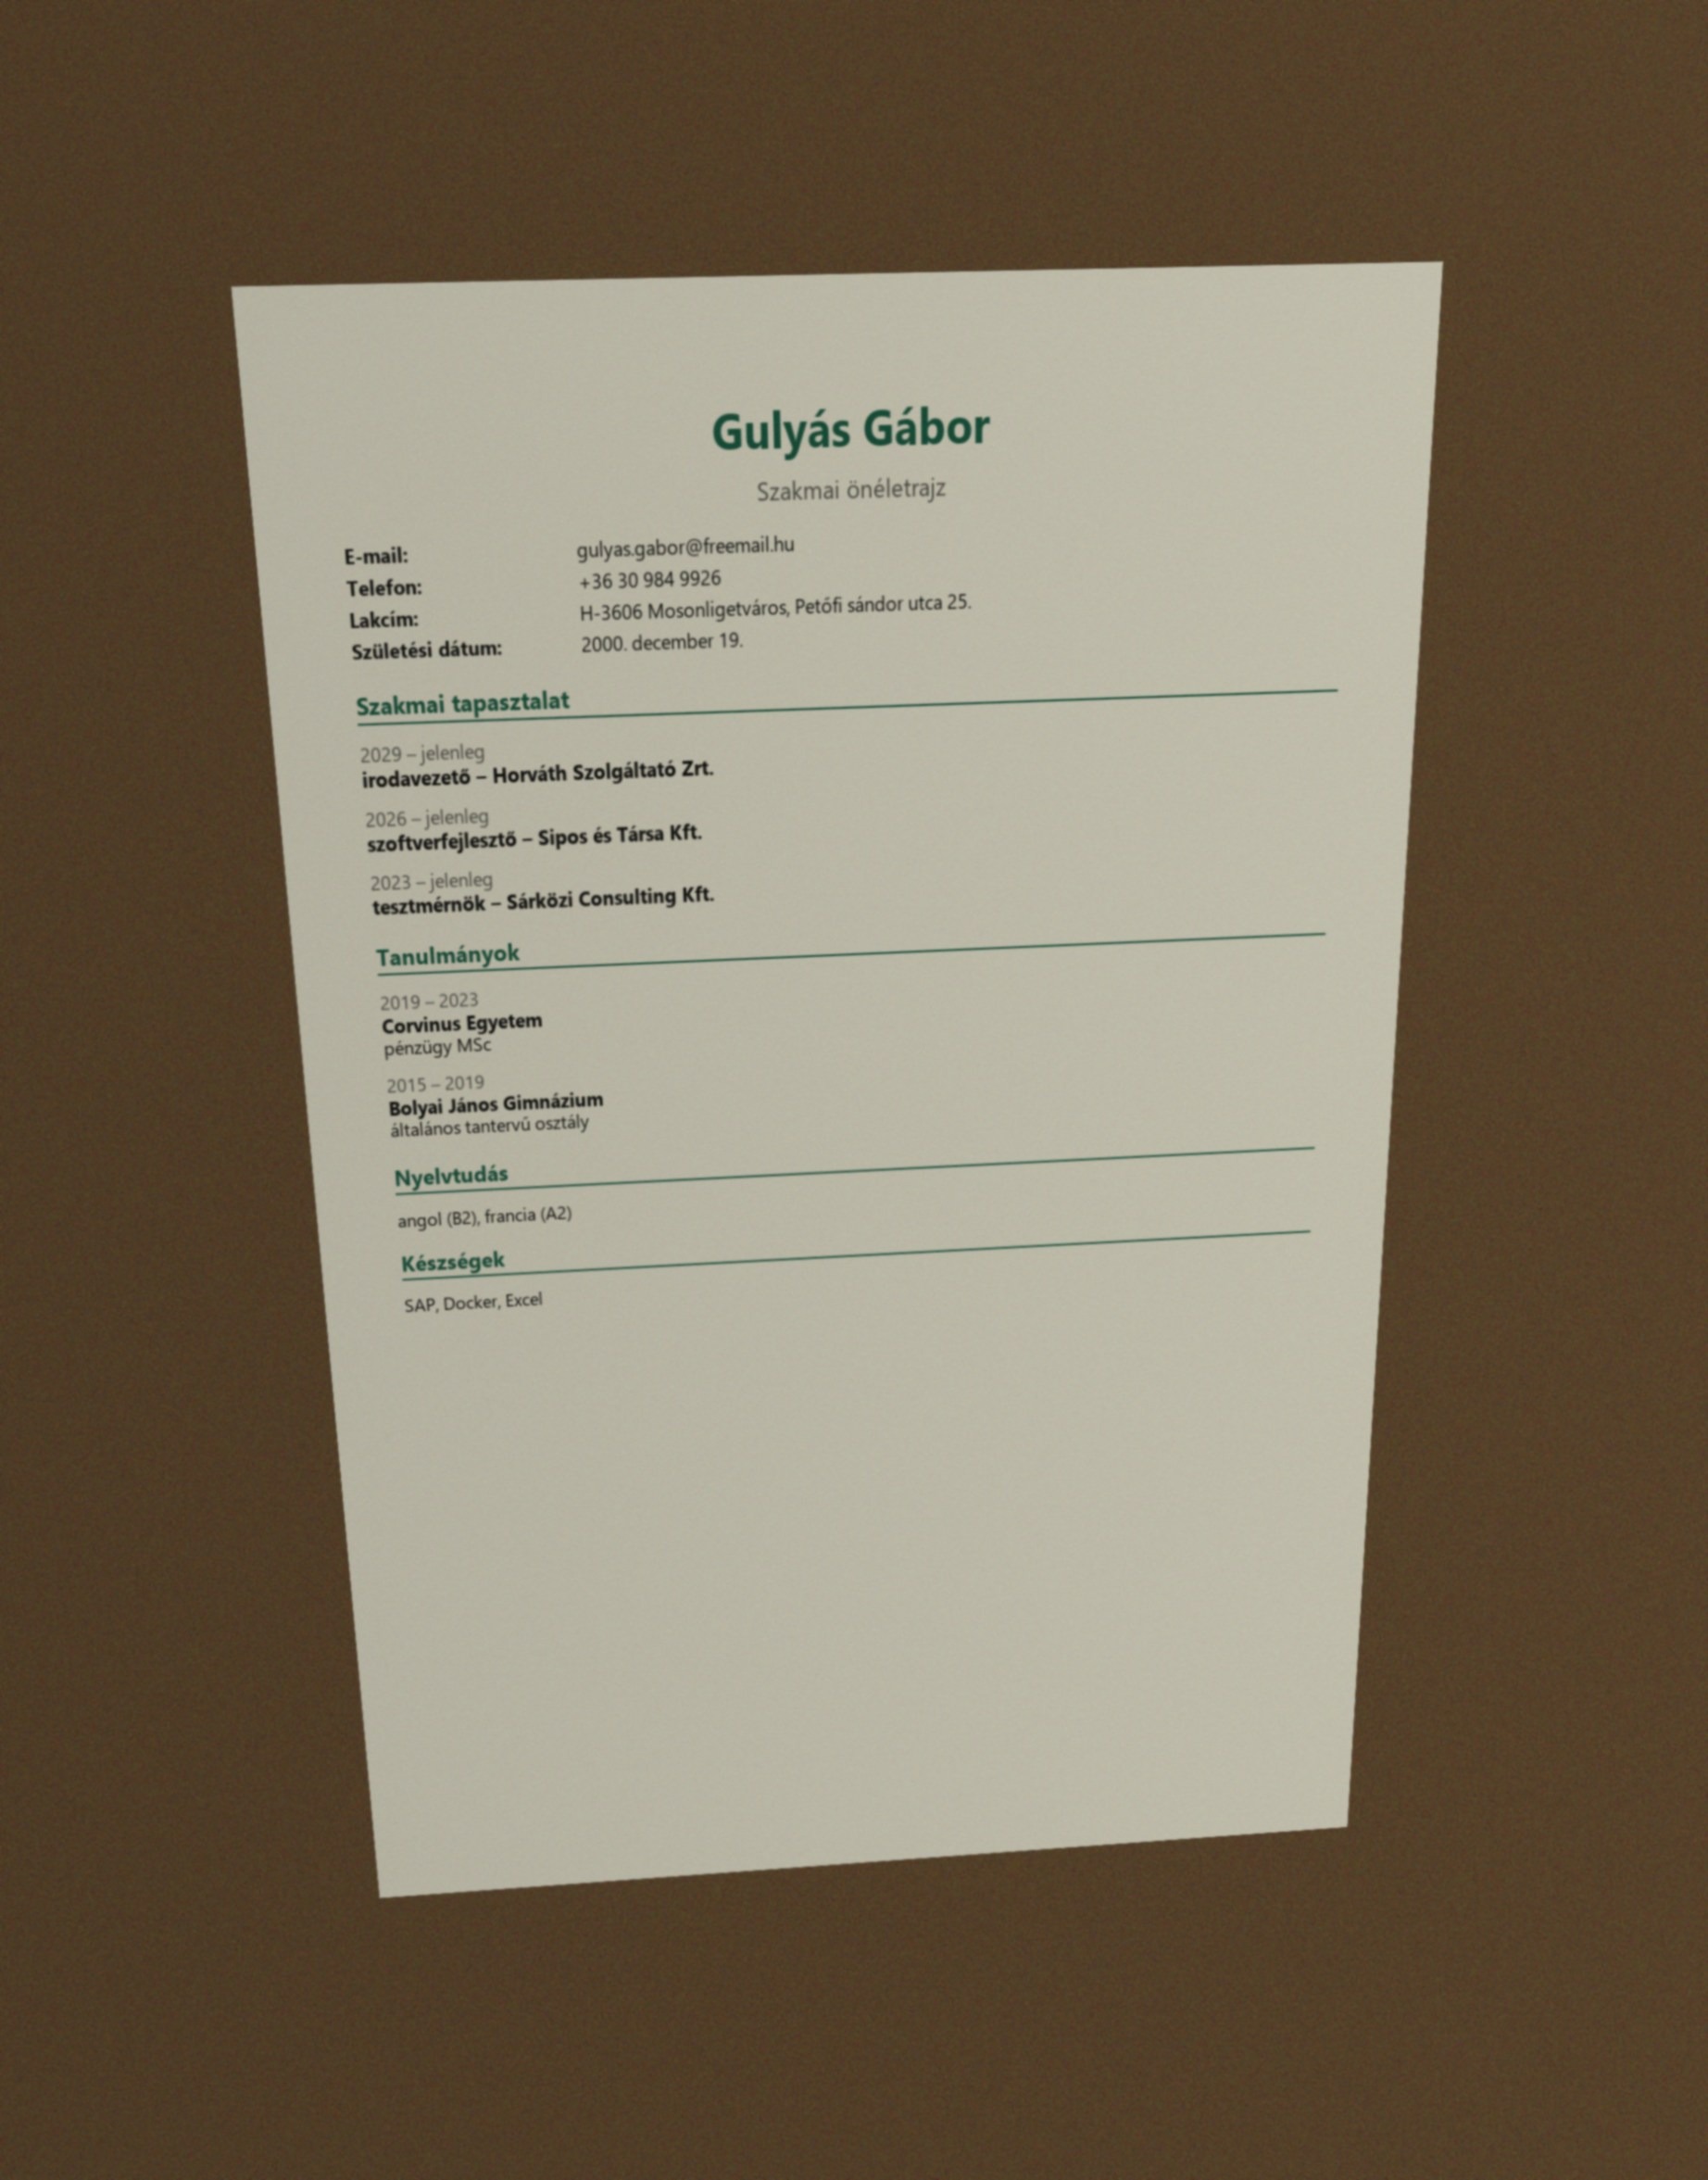 Gulyás Gábor
Szakmai önéletrajz
E-mail: gulyas.gabor@freemail.hu
Telefon: +36 30 984 9926
Lakcím: H-3606 Mosonligetváros, Petőfi sándor utca 25.
Születési dátum: 2000. december 19.
Szakmai tapasztalat
2029 – jelenleg
irodavezető – Horváth Szolgáltató Zrt.
2026 – jelenleg
szoftverfejlesztő – Sipos és Társa Kft.
2023 – jelenleg
tesztmérnök – Sárközi Consulting Kft.
Tanulmányok
2019 – 2023
Corvinus Egyetem
pénzügy MSc
2015 – 2019
Bolyai János Gimnázium
általános tantervű osztály
Nyelvtudás
angol (B2), francia (A2)
Készségek
SAP, Docker, Excel